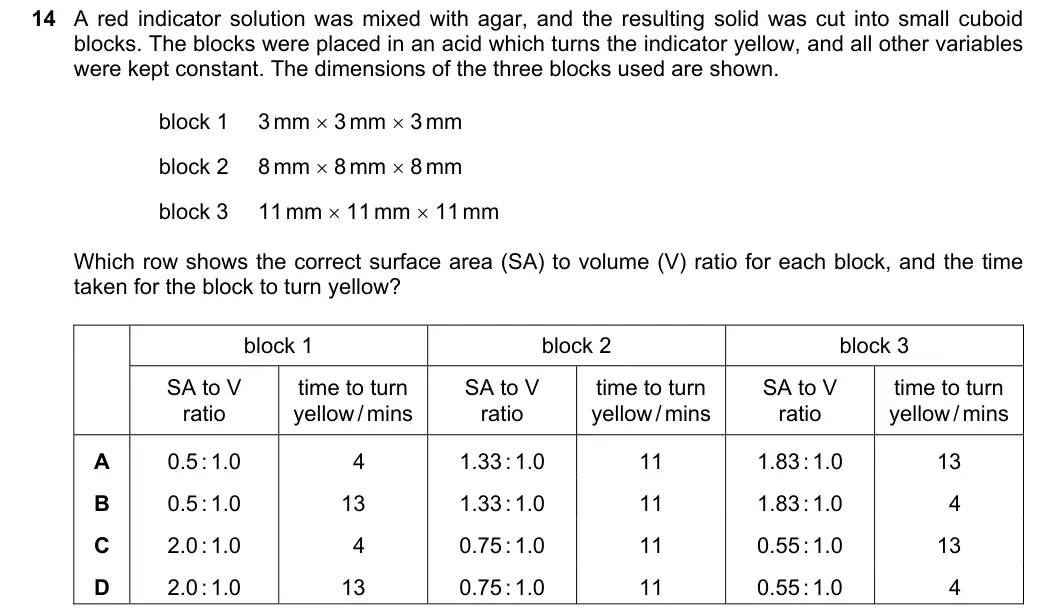 14 A red indicator solution was mixed with agar, and the resulting solid was cut into small cuboid
blocks. The blocks were placed in an acid which turns the indicator yellow, and all other variables
were kept constant. The dimensions of the three blocks used are shown.
block 1 3 mm × 3 mm × 3 mm
block 2 8 mm × 8 mm × 8 mm
block 3 11 mm × 11 mm × 11 mm
Which row shows the correct surface area (SA) to volume (V) ratio for each block, and the time
taken for the block to turn yellow?
block 1 block 2 block 3
SA to V time to turn SA to V time to turn SA to V time to turn
ratio yellow / mins ratio yellow / mins ratio yellow / mins
A 0.5 : 1.0 4 1.33 : 1.0 11 1.83 : 1.0 13
B 0.5 : 1.0 13 1.33 : 1.0 11 1.83 : 1.0 4
C 2.0 : 1.0 4 0.75 : 1.0 11 0.55 : 1.0 13
D 2.0 : 1.0 13 0.75 : 1.0 11 0.55 : 1.0 4